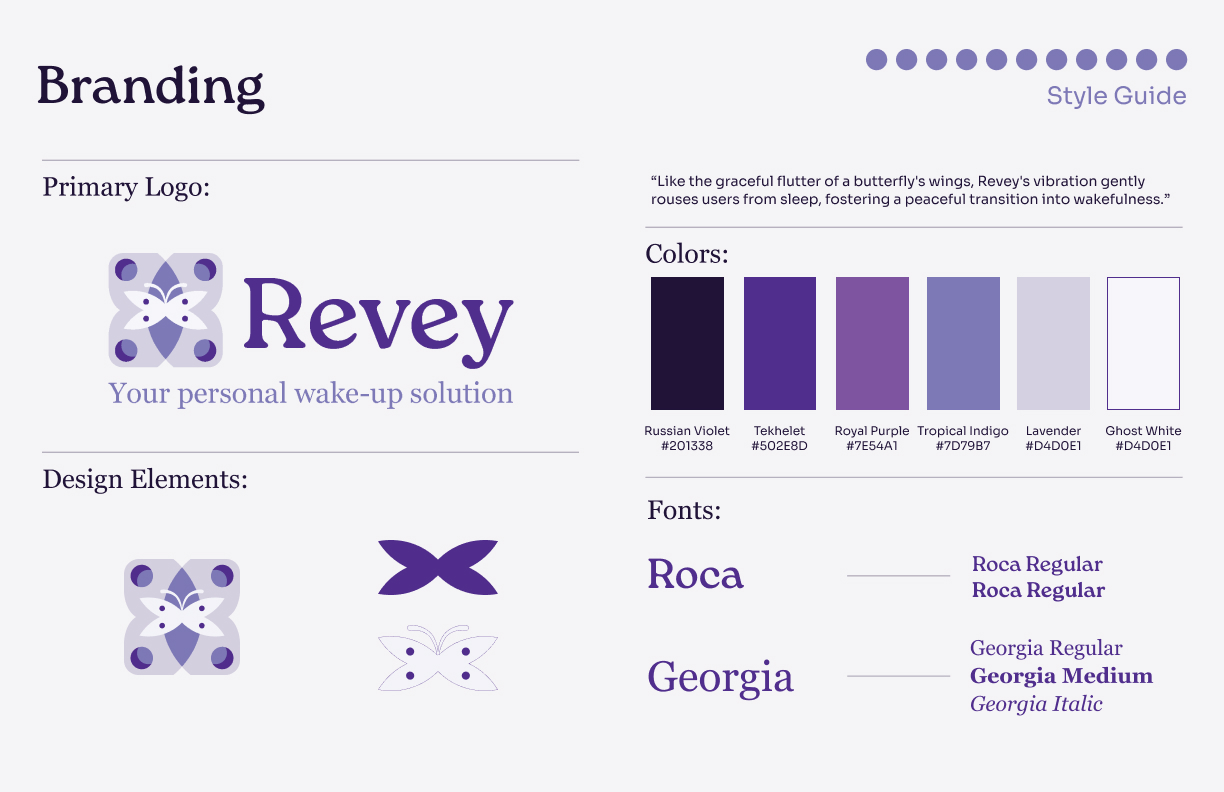 Branding
Style Guide
Primary Logo:
Revey
Your personal wake-up solution
Design Elements:
“Like the graceful flutter of a butterfly's wings, Revey's vibration gently
rouses users from sleep, fostering a peaceful transition into wakefulness.”
Colors:
Russian Violet
#201338
Tekhelet
#502E8D
Royal Purple
#7E54A1
Tropical Indigo
#7D79B7
Lavender
#D4D0E1
Ghost White
#D4D0E1
Fonts:
Roca
Roca Regular
Roca Regular
Georgia
Georgia Regular
Georgia Medium
Georgia Italic